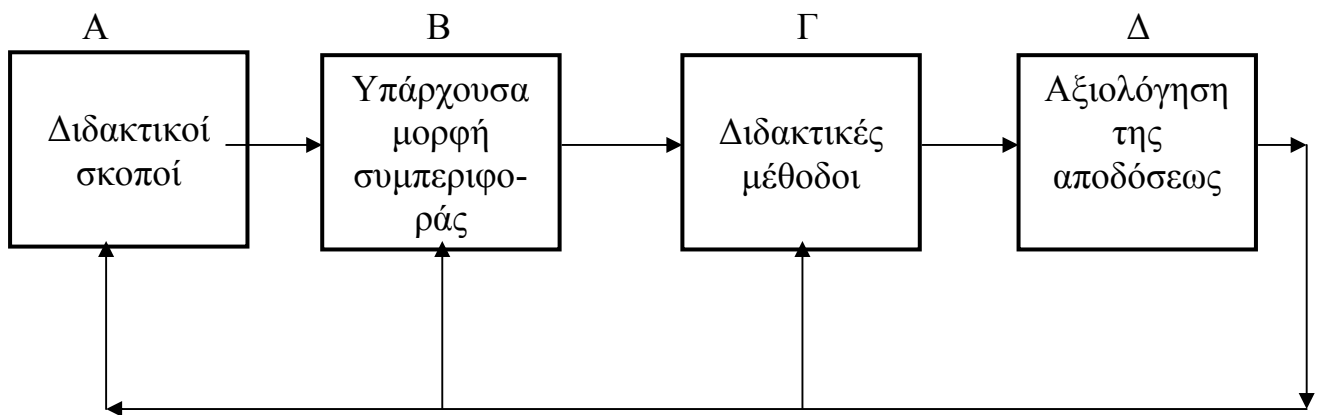 Α Β Γ Δ
Διδακτικοί
σκοποί
Υπάρχουσα
μορφή
συμπεριφο-
ράς
Διδακτικές
μέθοδοι
Αξιολόγηση
της
αποδόσεως